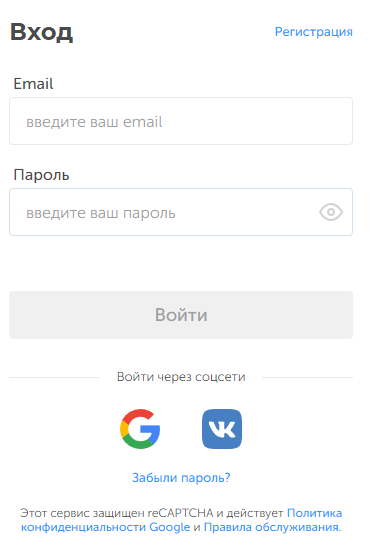 Вход
Регистрация
Email
введите ваш email
Пароль
введите ваш пароль
Войти
Войти через соцсети
Забыли пароль?
Этот сервис защищен reCAPTCHA и действует Политика
конфиденциальности Google и Правила обслуживания.